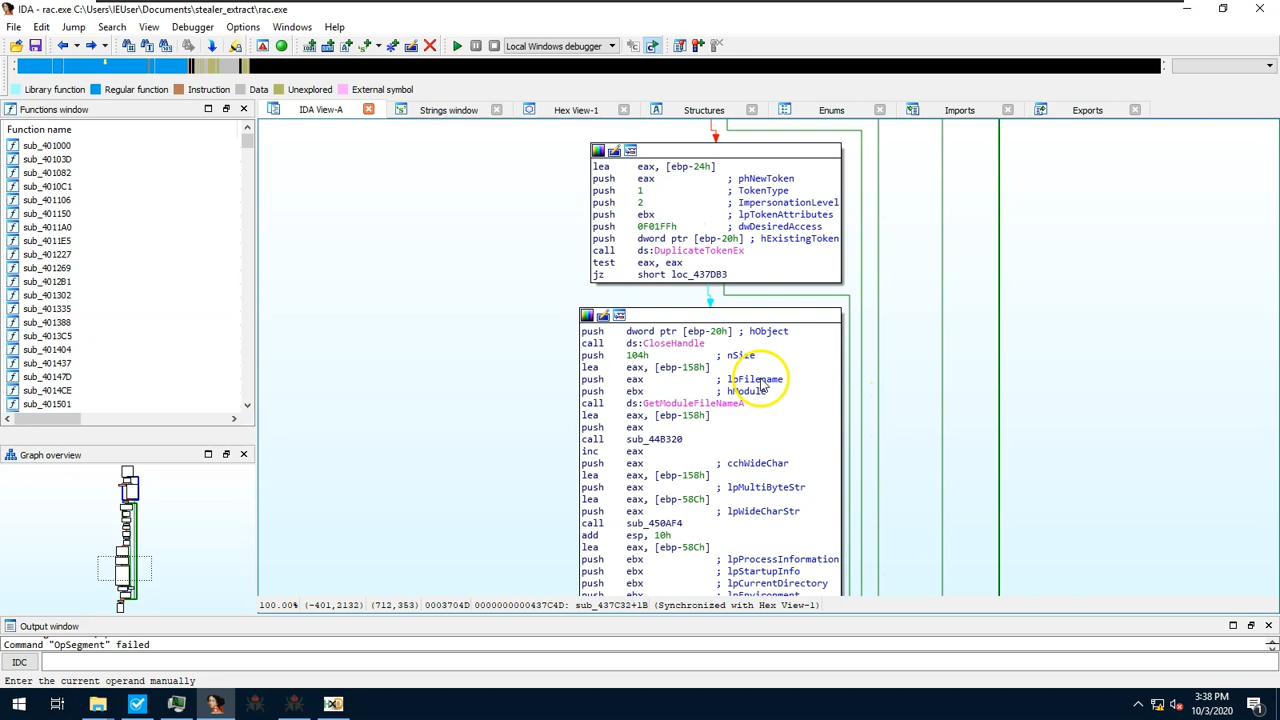 IDA - rac.exe C:\Users\IEUser\Documents\stealer_extract\rac.exe
File Edit Jump Search View Debugger Options Windows Help
Local Windows debugger
Library function Regular function Instruction Data Unexplored External symbol
Functions window
IDA View-A Strings window Hex View-1 Structures Enums Imports Exports
Function name
sub_401000
sub_40103D
sub_401082
sub_4010C1
sub_401106
sub_401150
sub_4011A0
sub_4011E5
sub_401227
sub_401269
sub_4012B1
sub_401302
sub_401335
sub_401388
sub_4013C5
sub_401404
sub_401437
sub_40147D
sub_4014CE
sub_401501
Graph overview
lea eax, [ebp-24h]
push eax ; phNewToken
push 1 ; TokenType
push 2 ; ImpersonationLevel
push ebx ; lpTokenAttributes
push 0F01FFh ; dwDesiredAccess
push dword ptr [ebp-20h] ; hExistingToken
call ds:DuplicateTokenEx
test eax, eax
jz short loc_437DB3
push dword ptr [ebp-20h] ; hObject
call ds:CloseHandle
push 104h ; nSize
lea eax, [ebp-158h]
push eax ; lpFilename
push ebx ; hModule
call ds:GetModuleFileNameA
lea eax, [ebp-158h]
push eax
call sub_44B320
inc eax
push eax ; cchWideChar
lea eax, [ebp-158h]
push eax ; lpMultiByteStr
lea eax, [ebp-58Ch]
push eax ; lpWideCharStr
call sub_450AF4
add esp, 10h
lea eax, [ebp-58Ch]
push ebx ; lpProcessInformation
push ebx ; lpStartupInfo
push ebx ; lpCurrentDirectory
push ebx ; lpEnvironment
100.00% (-401,2132) (712,353) 0003704D 0000000000437C4D: sub_437C32+1B (Synchronized with Hex View-1)
Output window
Command "OpSegment" failed
IDC
Enter the current operand manually
3:38 PM
10/3/2020
1